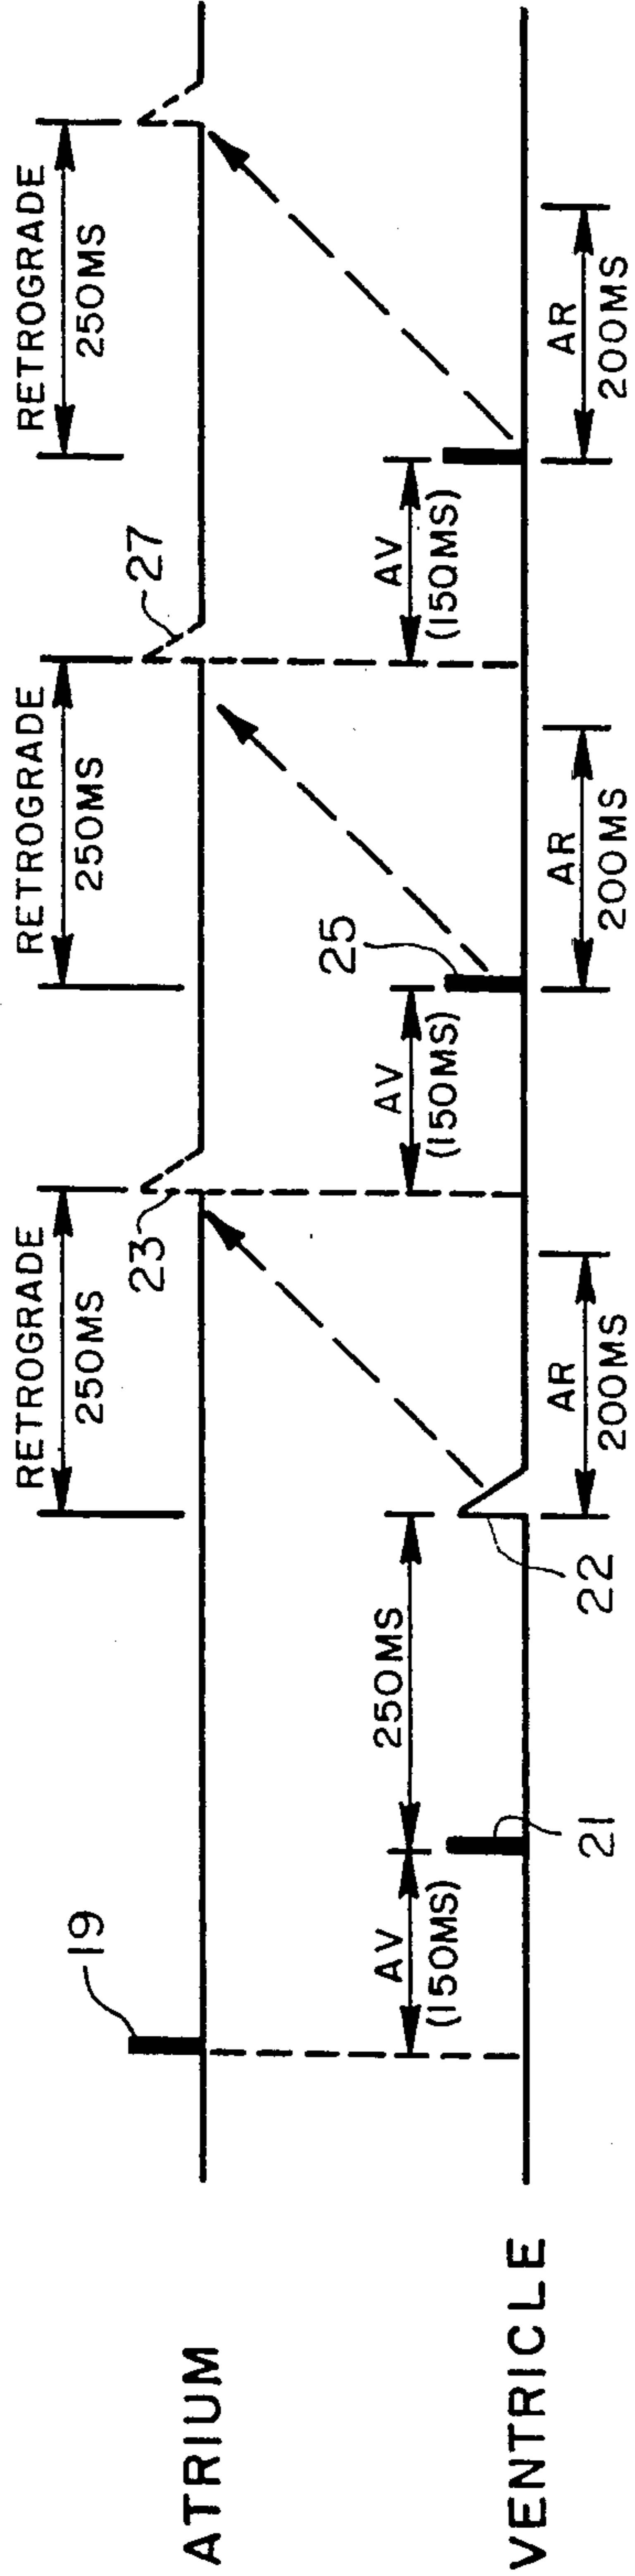 RETROGRADE
250MS
RETROGRADE
250MS
RETROGRADE
250MS
19
23
27
ATRIUM
AV
(150MS)
250MS
AV
(150MS)
25
AV
(150MS)
VENTRICLE
21
22
AR
200MS
AR
200MS
AR
200MS